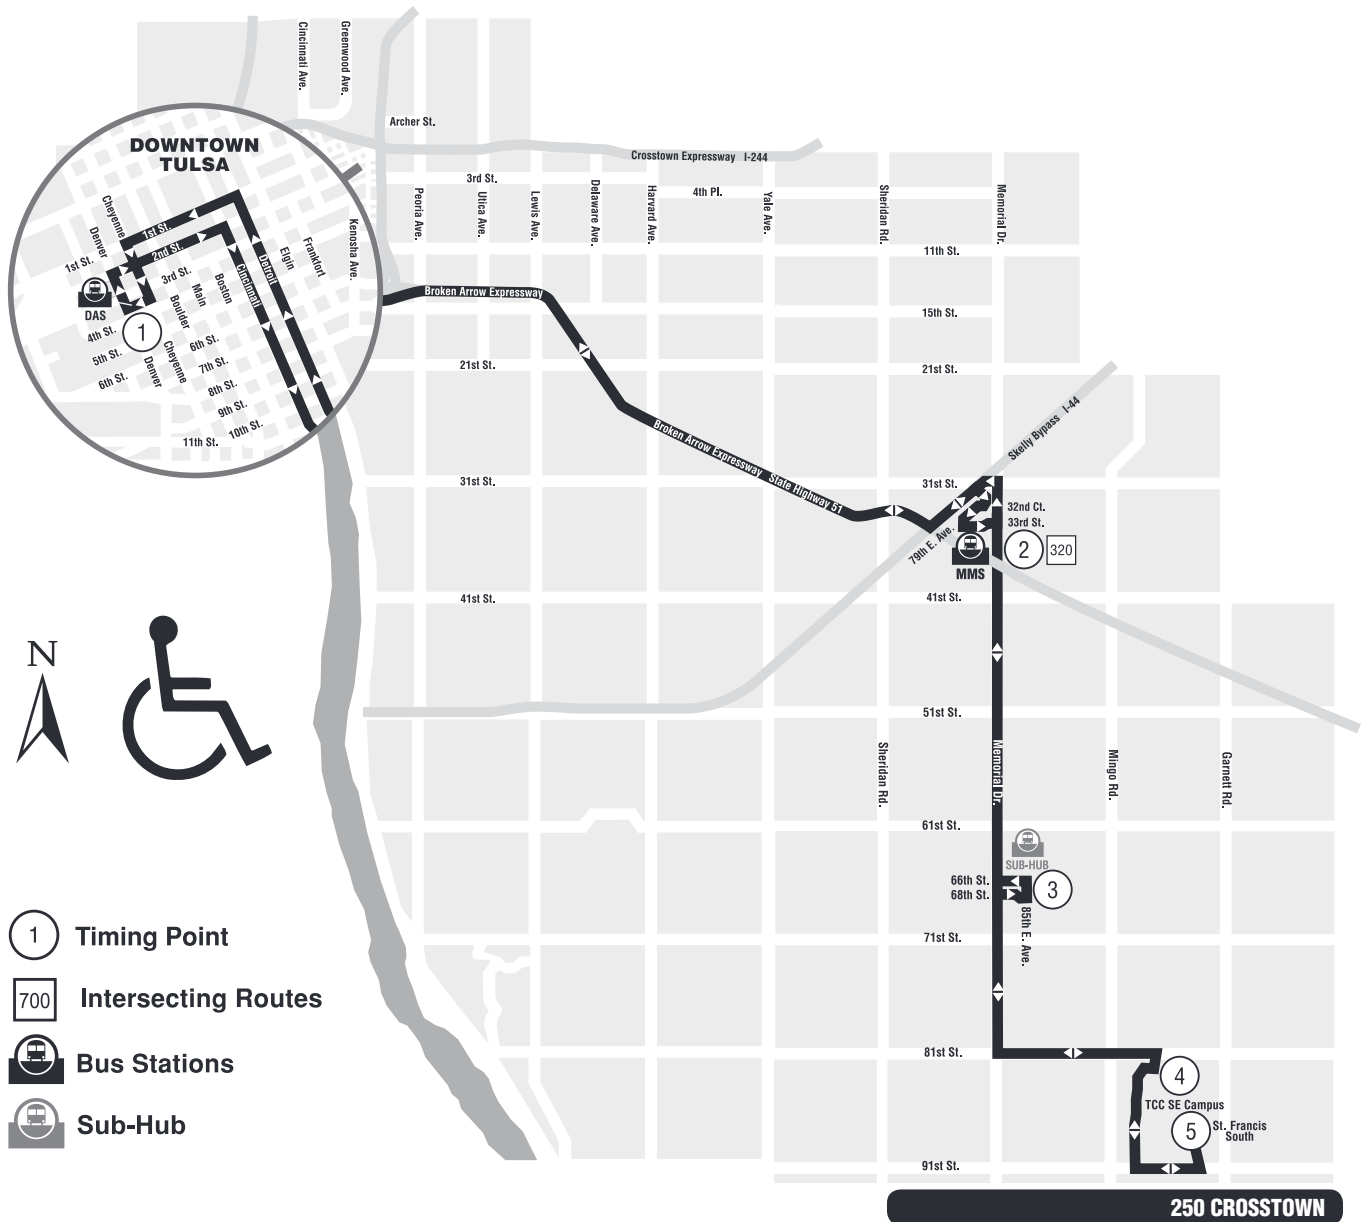 Cincinnati Ave.
Greenwood Ave.
Archer St.
DOWNTOWN
TULSA
Crosstown Expressway I-244
3rd St.
4th Pl.
Peoria Ave.
Utica Ave.
Lewis Ave.
Delaware Ave.
Harvard Ave.
Yale Ave.
Sheridan Rd.
Memorial Dr.
Kenosha Ave.
Cheyenne
Denver
1st St.
1st St.
2nd St.
3rd St.
Cincinnati
Detroit
Elgin
Frankfort
Boston
Main
Boulder
DAS
1
4th St.
5th St.
6th St.
Denver
Cheyenne
6th St.
7th St.
8th St.
9th St.
10th St.
11th St.
11th St.
Broken Arrow Expressway
15th St.
21st St.
21st St.
Skelly Bypass I-44
Broken Arrow Expressway State Highway 51
31st St.
31st St.
32nd Ct.
33rd St.
79th E. Ave.
MMS
2
320
41st St.
41st St.
N
51st St.
Sheridan Rd.
Memorial Dr.
Mingo Rd.
Garnett Rd.
61st St.
SUB-HUB
66th St.
68th St.
3
85th E. Ave.
71st St.
81st St.
4
TCC SE Campus
5
St. Francis
South
91st St.
1 Timing Point
700 Intersecting Routes
Bus Stations
Sub-Hub
250 CROSSTOWN